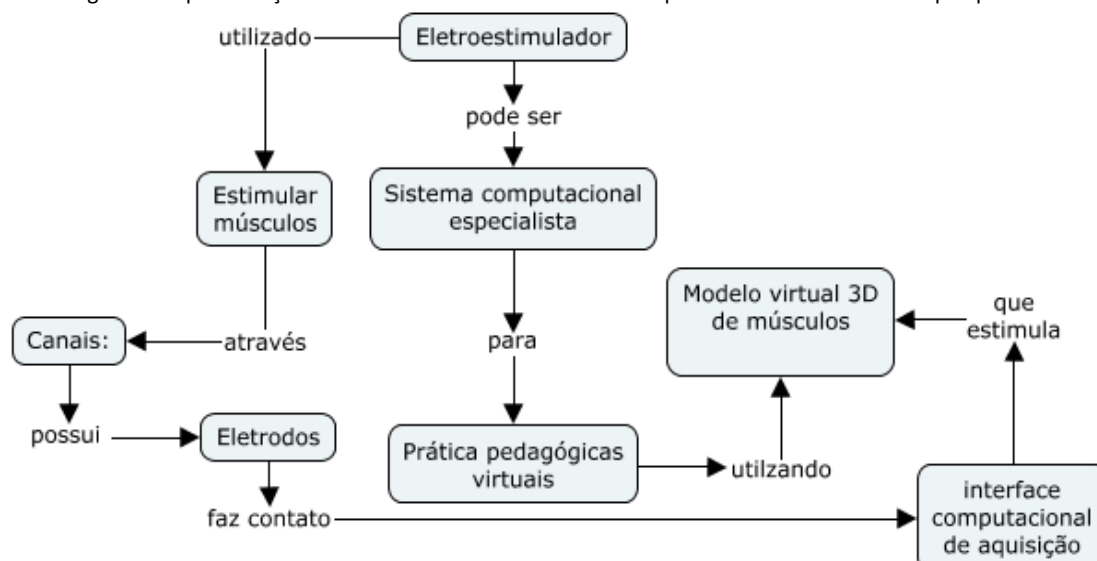 utilizado
Eletroestimulador
pode ser
Estimular
músculos
Sistema computacional
especialista
Modelo virtual 3D
de músculos
que
estimula
Canais:
através
para
possui
Eletrodos
Prática pedagógicas
virtuais
utilzando
faz contato
interface
computacional
de aquisição